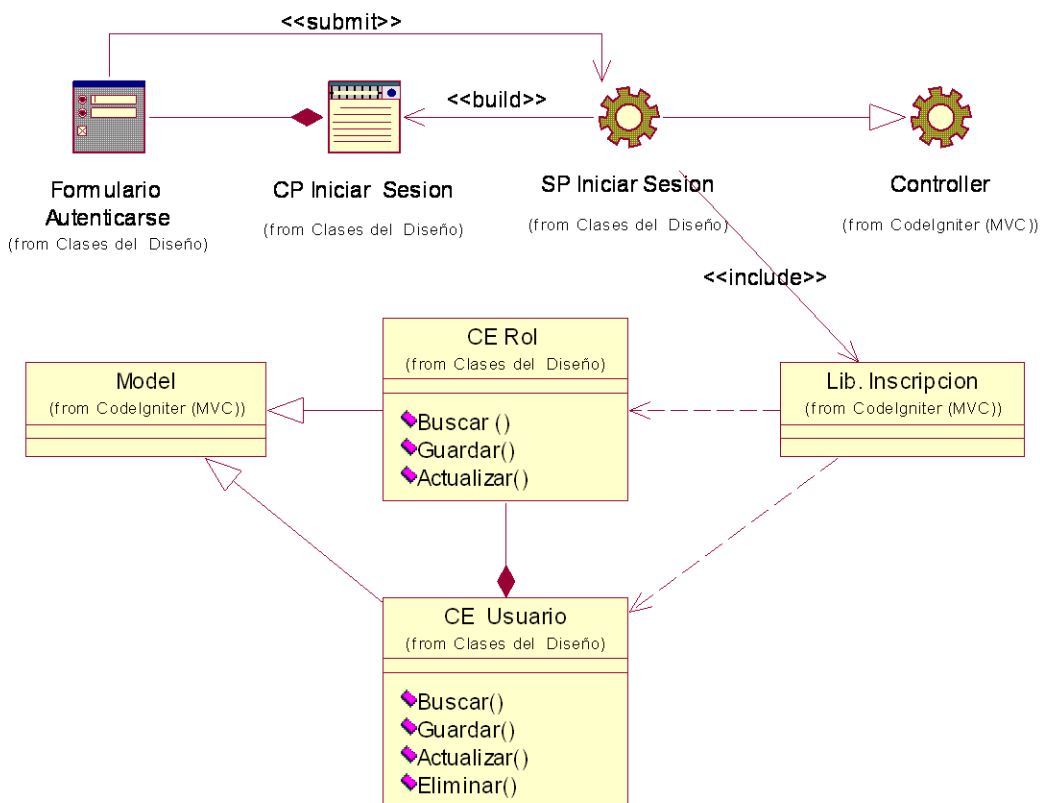 <<submit>>
<<build>>
Formulario
Autenticarse
(from Clases del Diseño)
CP Iniciar Sesion
(from Clases del Diseño)
SP Iniciar Sesion
(from Clases del Diseño)
Controller
(from CodeIgniter (MVC))
<<include>>
CE Rol
(from Clases del Diseño)
Buscar ()
Guardar()
Actualizar()
Model
(from CodeIgniter (MVC))
Lib. Inscripcion
(from CodeIgniter (MVC))
CE Usuario
(from Clases del Diseño)
Buscar()
Guardar()
Actualizar()
Eliminar()